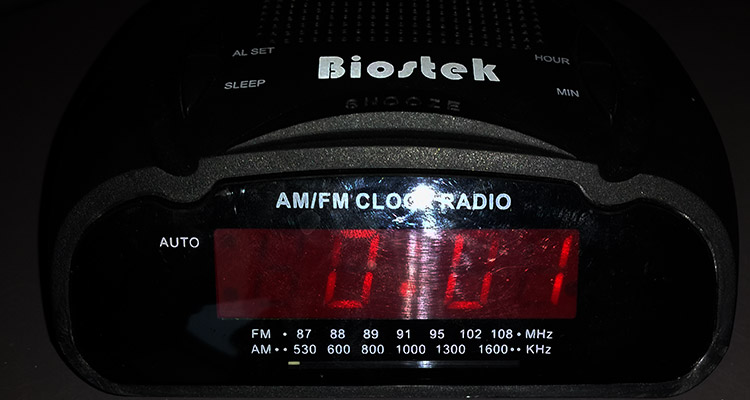 AL SET
HOUR
Biostek
SLEEP
MIN
SNOOZE
AM/FM CLOCK RADIO
AUTO
0:01
FM • 87 88 89 91 95 102 108 • MHz
AM •• 530 600 800 1000 1300 1600 •• KHz